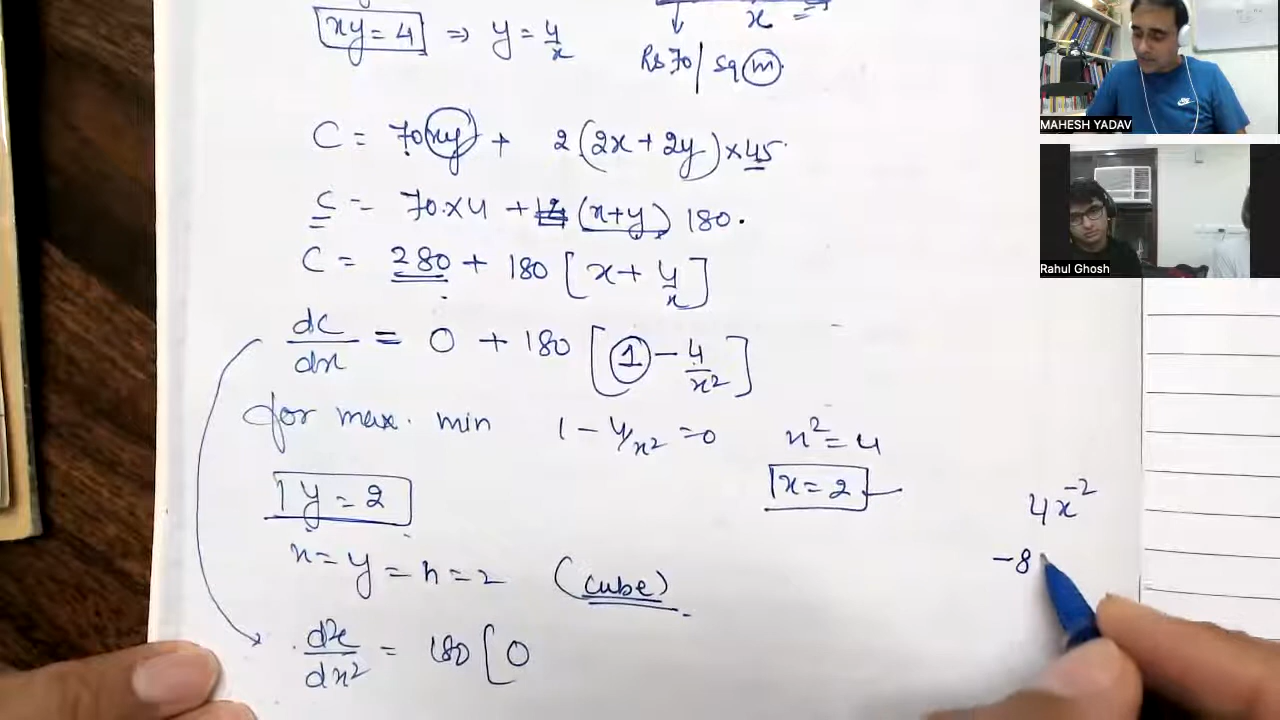 xy = 4 ⇒ y = 4/x
x
Rs 70 / sq m
C = 70xy + 2(2x + 2y) × 45
C = 70 × 4 + (x+y) 180.
C = 280 + 180 [x + 4/x]
dc/dx = 0 + 180 [1 - 4/x²]
for max. min 1 - 4/x² = 0 x² = 4
y = 2 x = 2
x = y = h = 2 (cube)
d²c/dx² = 180 [0
4x⁻²
-8
MAHESH YADAV
Rahul Ghosh